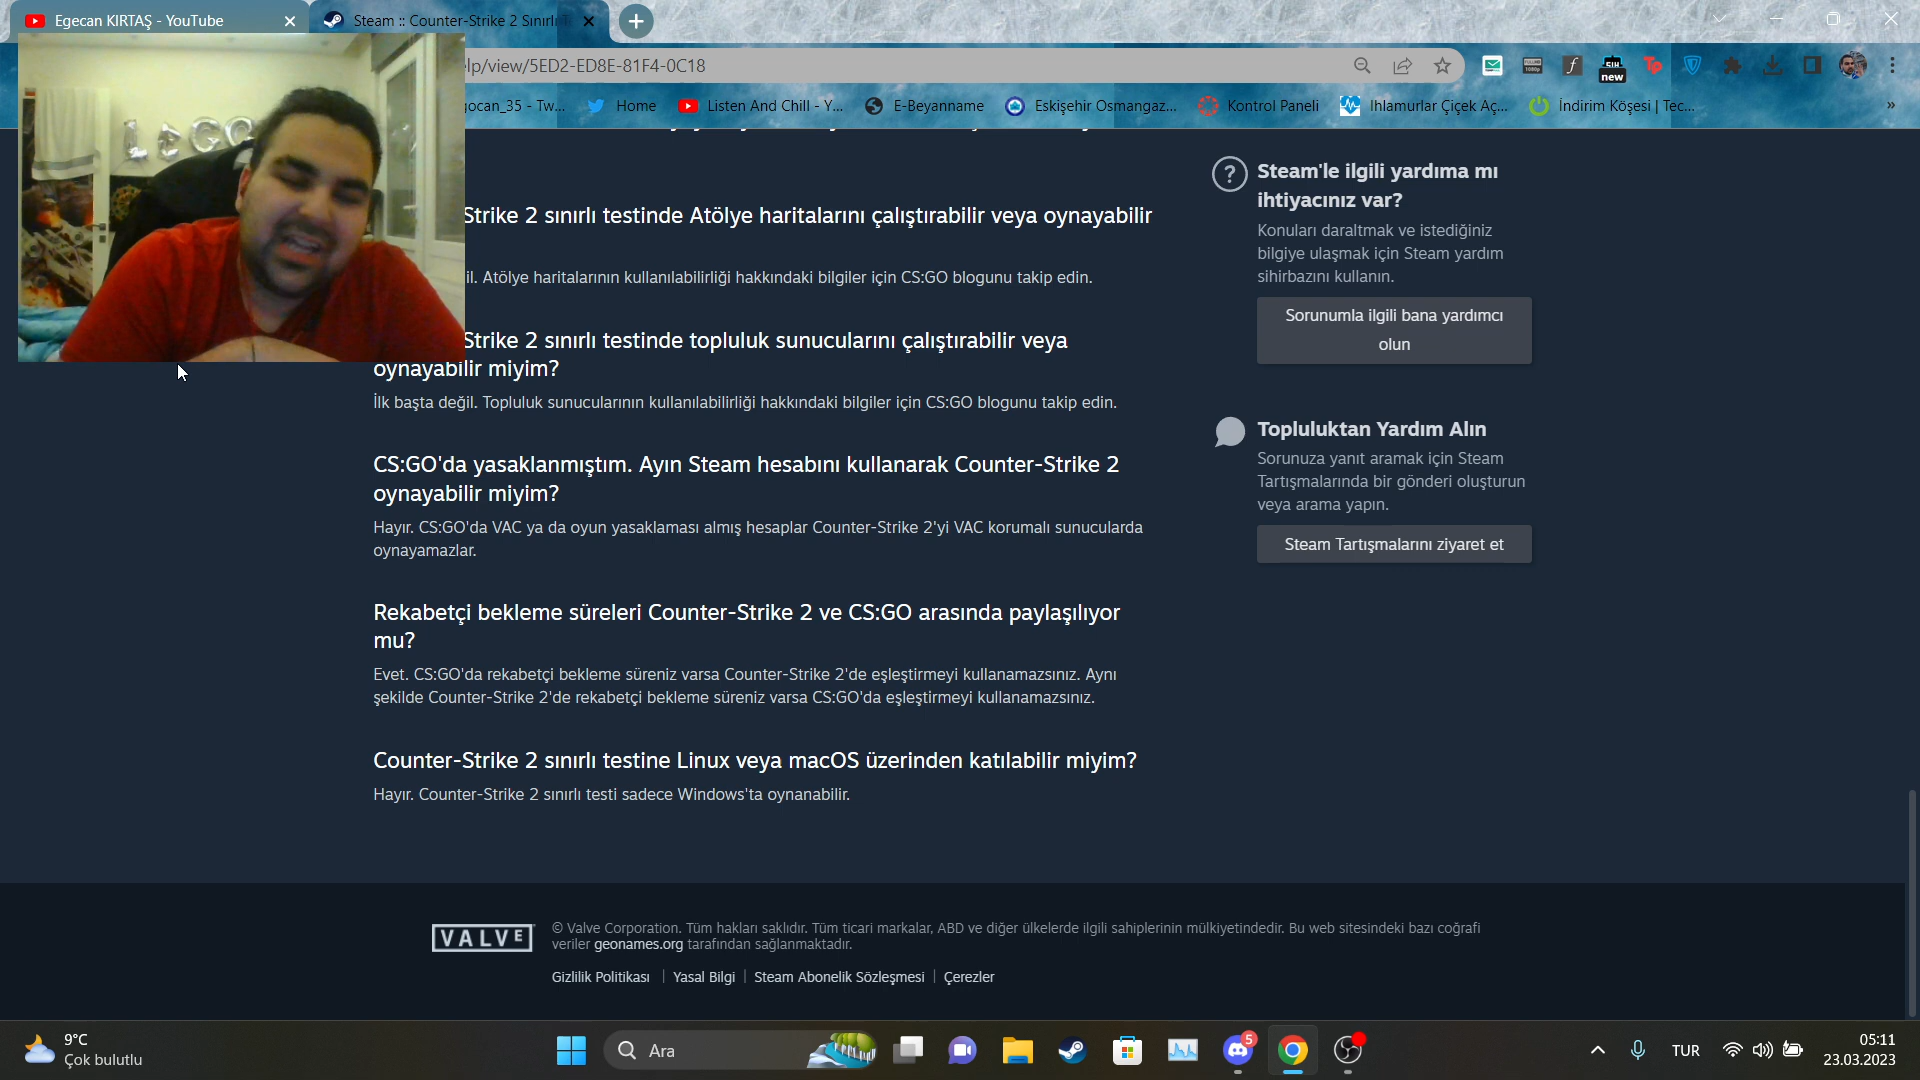 Egecan KIRTAŞ - YouTube
Steam :: Counter-Strike 2 Sınırlı
lp/view/5ED2-ED8E-81F4-0C18
new
gocan_35 - Tw...
Home
Listen And Chill - Y...
E-Beyanname
Eskişehir Osmangaz...
Kontrol Paneli
Ihlamurlar Çiçek Aç...
İndirim Köşesi | Tec...
»
LEGO
Strike 2 sınırlı testinde Atölye haritalarını çalıştırabilir veya oynayabilir
il. Atölye haritalarının kullanılabilirliği hakkındaki bilgiler için CS:GO blogunu takip edin.
Strike 2 sınırlı testinde topluluk sunucularını çalıştırabilir veya
oynayabilir miyim?
İlk başta değil. Topluluk sunucularının kullanılabilirliği hakkındaki bilgiler için CS:GO blogunu takip edin.
CS:GO'da yasaklanmıştım. Ayın Steam hesabını kullanarak Counter-Strike 2
oynayabilir miyim?
Hayır. CS:GO'da VAC ya da oyun yasaklaması almış hesaplar Counter-Strike 2'yi VAC korumalı sunucularda
oynayamazlar.
Rekabetçi bekleme süreleri Counter-Strike 2 ve CS:GO arasında paylaşılıyor
mu?
Evet. CS:GO'da rekabetçi bekleme süreniz varsa Counter-Strike 2'de eşleştirmeyi kullanamazsınız. Aynı
şekilde Counter-Strike 2'de rekabetçi bekleme süreniz varsa CS:GO'da eşleştirmeyi kullanamazsınız.
Counter-Strike 2 sınırlı testine Linux veya macOS üzerinden katılabilir miyim?
Hayır. Counter-Strike 2 sınırlı testi sadece Windows'ta oynanabilir.
Steam'le ilgili yardıma mı
ihtiyacınız var?
Konuları daraltmak ve istediğiniz
bilgiye ulaşmak için Steam yardım
sihirbazını kullanın.
Sorunumla ilgili bana yardımcı
olun
Topluluktan Yardım Alın
Sorunuza yanıt aramak için Steam
Tartışmalarında bir gönderi oluşturun
veya arama yapın.
Steam Tartışmalarını ziyaret et
VALVE
© Valve Corporation. Tüm hakları saklıdır. Tüm ticari markalar, ABD ve diğer ülkelerde ilgili sahiplerinin mülkiyetindedir. Bu web sitesindeki bazı coğrafi
veriler geonames.org tarafından sağlanmaktadır.
Gizlilik Politikası | Yasal Bilgi | Steam Abonelik Sözleşmesi | Çerezler
9°C
Çok bulutlu
Ara
5
TUR
05:11
23.03.2023